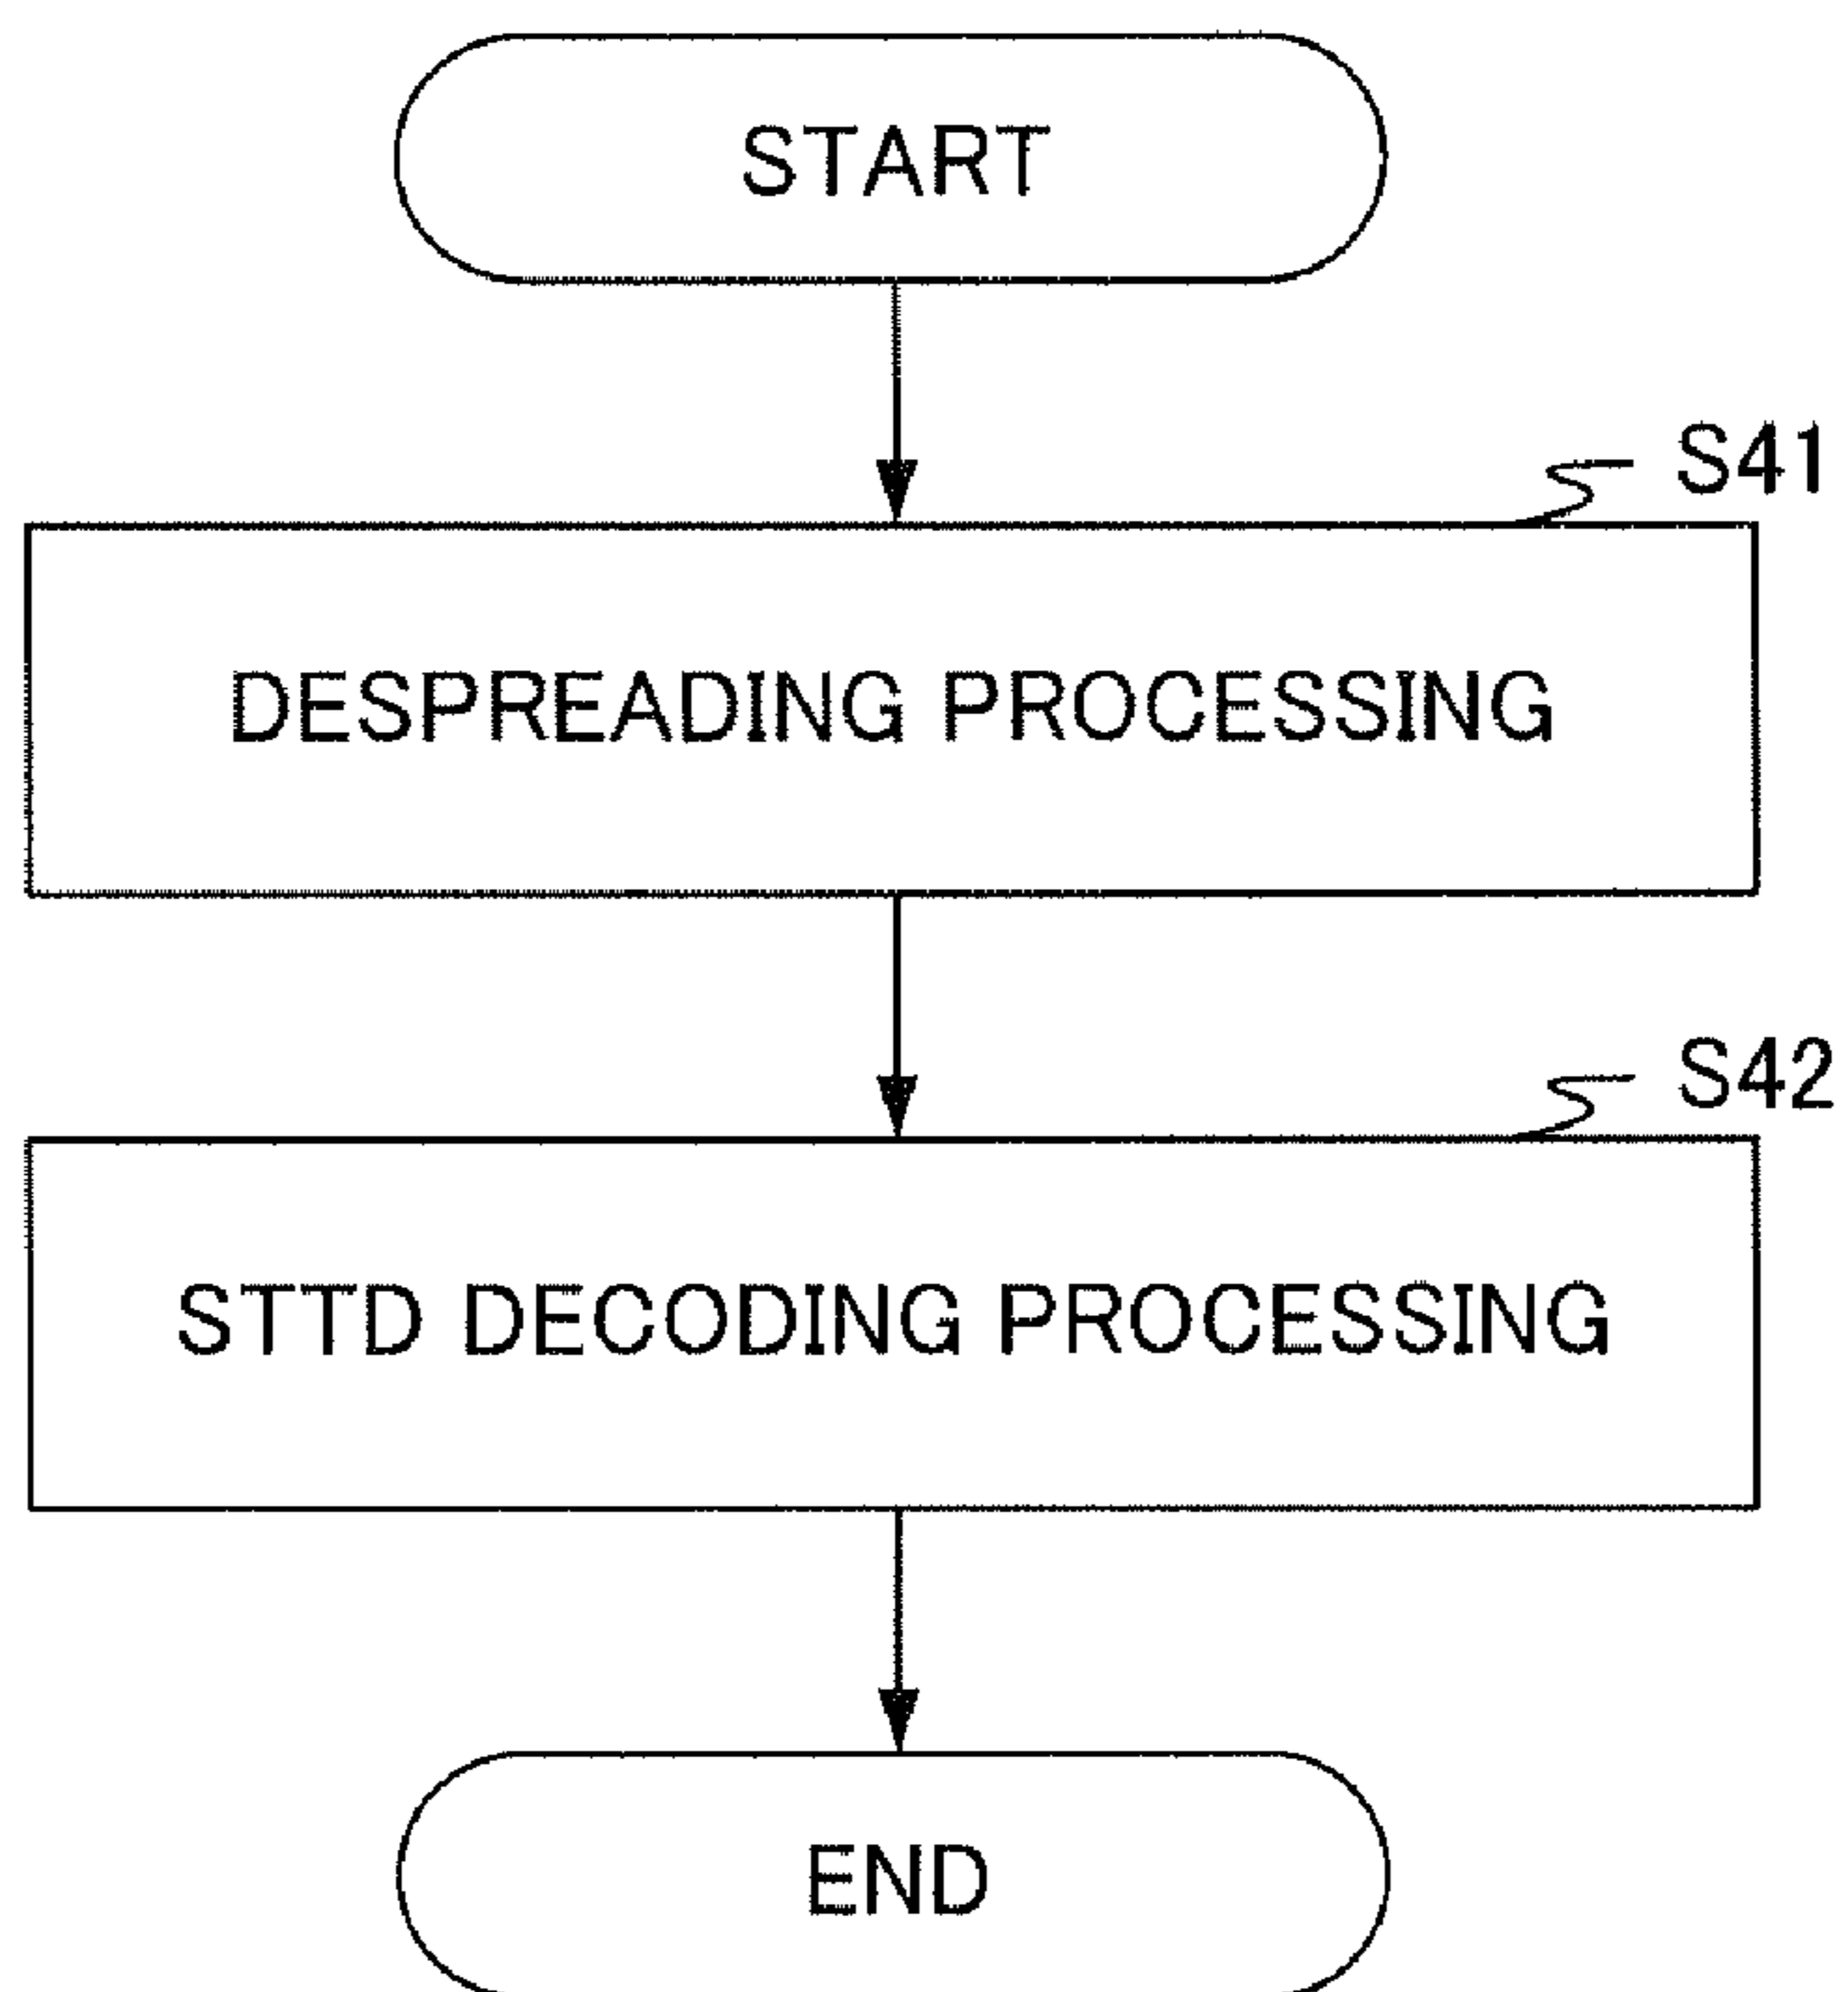 START
S41
DESPREADING PROCESSING
S42
STTD DECODING PROCESSING
END